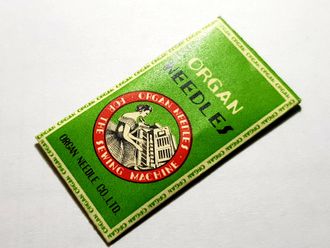 ORGAN
NEEDLES
ORGAN NEEDLES
FOR THE SEWING MACHINE
ORGAN NEEDLE CO., LTD.